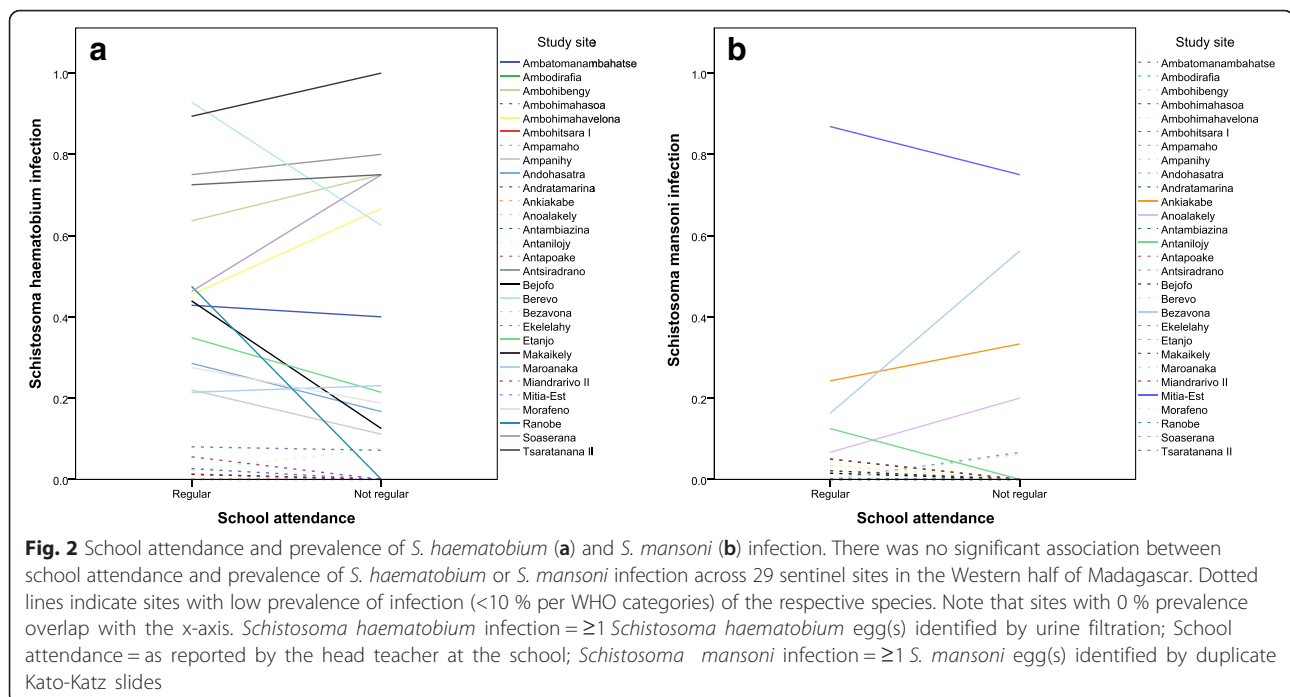 a
Study site
Ambatomanambahatse
Ambodirafia
Ambohibengy
Ambohimahasoa
Ambohimahavelona
Ambohitsara I
Ampamaho
Ampanihy
Andohasatra
Andratamarina
Ankiakabe
Anoalakely
Antambiazina
Antanilojy
Antapoake
Antsiradrano
Bejofo
Berevo
Bezavona
Ekelelahy
Etanjo
Makaikely
Maroanaka
Miandrarivo II
Mitia-Est
Morafeno
Ranobe
Soaserana
Tsaratanana II
Schistosoma haematobium infection
1.0
0.8
0.6
0.4
0.2
0.0
Regular
Not regular
School attendance
b
Study site
Ambatomanambahatse
Ambodirafia
Ambohibengy
Ambohimahasoa
Ambohimahavelona
Ambohitsara I
Ampamaho
Ampanihy
Andohasatra
Andratamarina
Ankiakabe
Anoalakely
Antambiazina
Antanilojy
Antapoake
Antsiradrano
Bejofo
Berevo
Bezavona
Ekelelahy
Etanjo
Makaikely
Maroanaka
Miandrarivo II
Mitia-Est
Morafeno
Ranobe
Soaserana
Tsaratanana II
Schistosoma mansoni infection
1.0
0.8
0.6
0.4
0.2
0.0
Regular
Not regular
School attendance
Fig. 2 School attendance and prevalence of S. haematobium (a) and S. mansoni (b) infection. There was no significant association between
school attendance and prevalence of S. haematobium or S. mansoni infection across 29 sentinel sites in the Western half of Madagascar. Dotted
lines indicate sites with low prevalence of infection (<10 % per WHO categories) of the respective species. Note that sites with 0 % prevalence
overlap with the x-axis. Schistosoma haematobium infection = ≥1 Schistosoma haematobium egg(s) identified by urine filtration; School
attendance = as reported by the head teacher at the school; Schistosoma mansoni infection = ≥1 S. mansoni egg(s) identified by duplicate
Kato-Katz slides